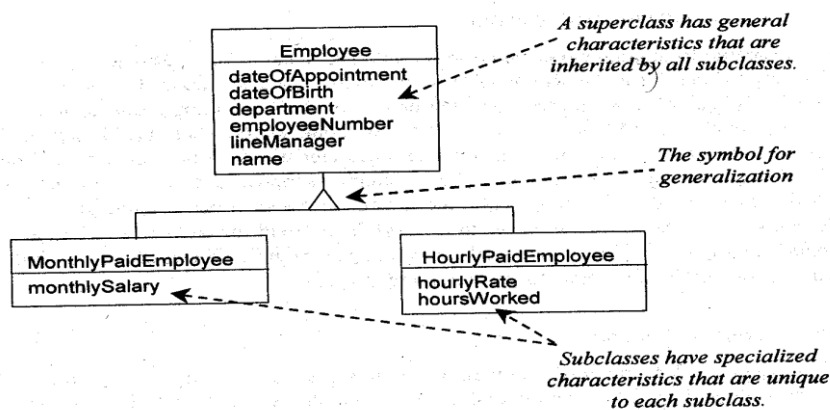 A superclass has general
characteristics that are
inherited by all subclasses.
Employee
dateOfAppointment
dateOfBirth
department
employeeNumber
lineManager
name
The symbol for
generalization
MonthlyPaidEmployee
monthlySalary
HourlyPaidEmployee
hourlyRate
hoursWorked
Subclasses have specialized
characteristics that are unique
to each subclass.